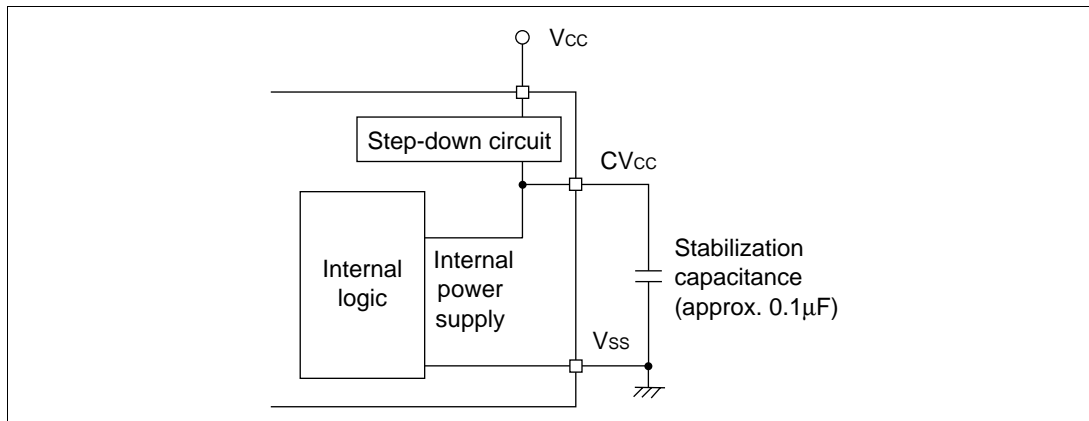 Vcc
Step-down circuit
CVcc
Internal
logic
Internal
power
supply
Stabilization
capacitance
(approx. 0.1μF)
Vss